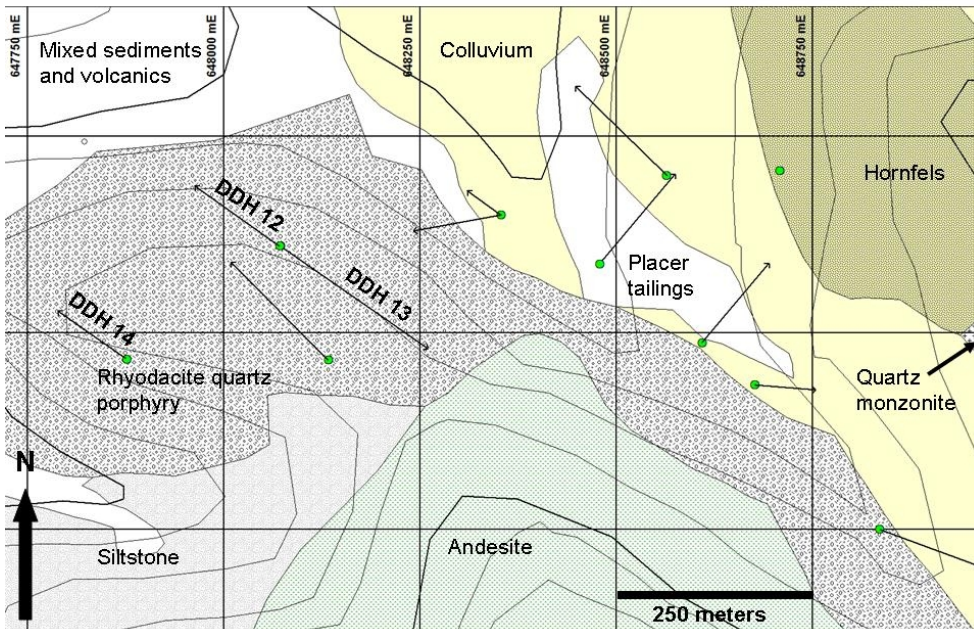 647750 mE
648000 mE
648250 mE
648500 mE
648750 mE
Mixed sediments
and volcanics
Colluvium
Hornfels
DDH 12
DDH 13
DDH 14
Placer
tailings
Rhyodacite quartz
porphyry
Quartz
monzonite
N
Siltstone
Andesite
250 meters